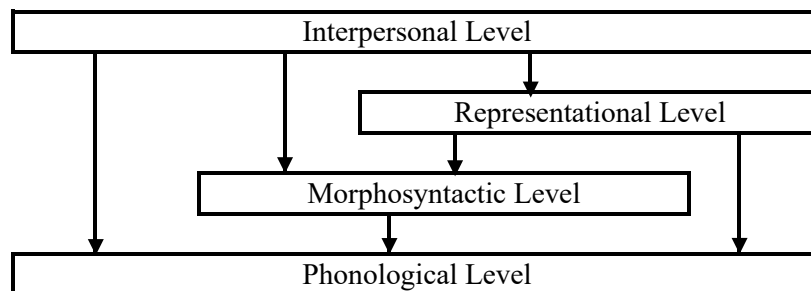 Interpersonal Level
Representational Level
Morphosyntactic Level
Phonological Level